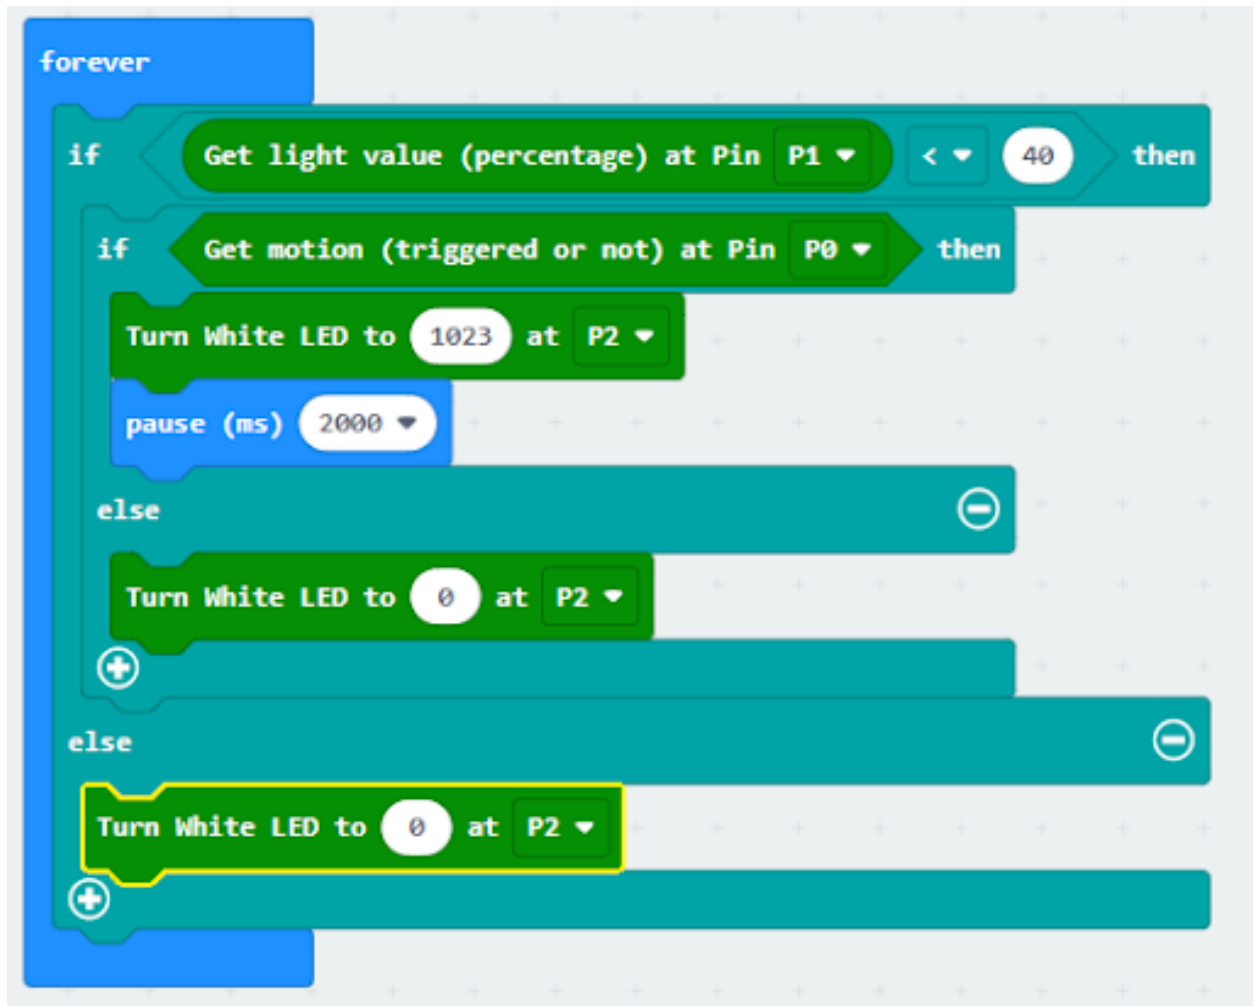 forever
if Get light value (percentage) at Pin P1 < 40 then
if Get motion (triggered or not) at Pin P0 then
Turn White LED to 1023 at P2
pause (ms) 2000
else
Turn White LED to 0 at P2
else
Turn White LED to 0 at P2